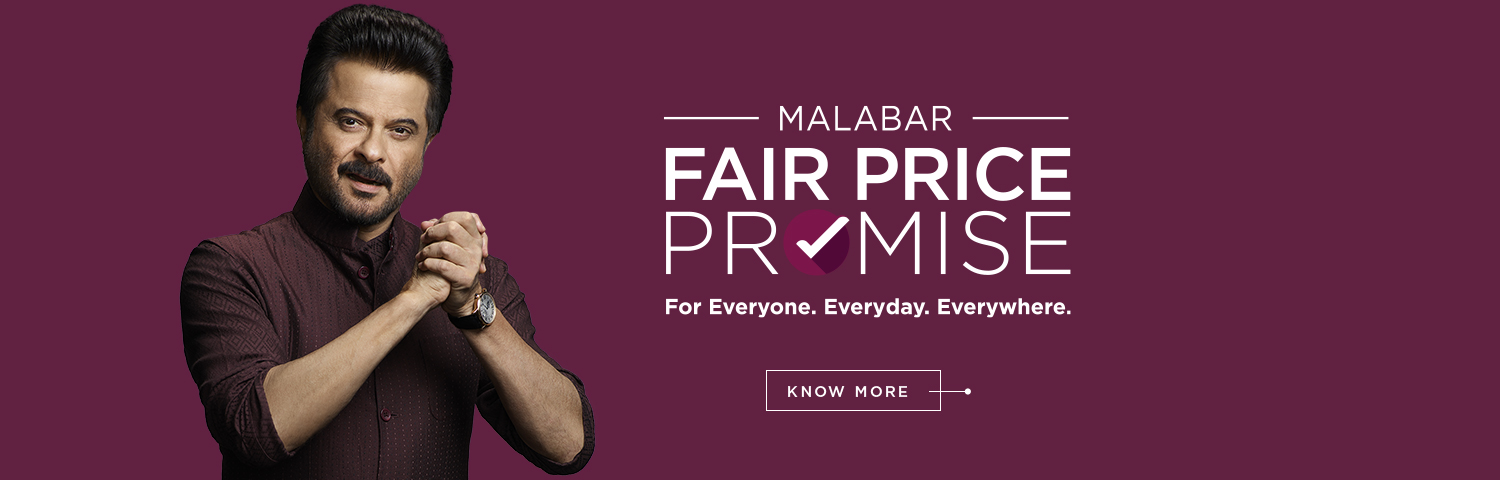 MALABAR
FAIR PRICE
PROMISE
For Everyone. Everyday. Everywhere.
KNOW MORE